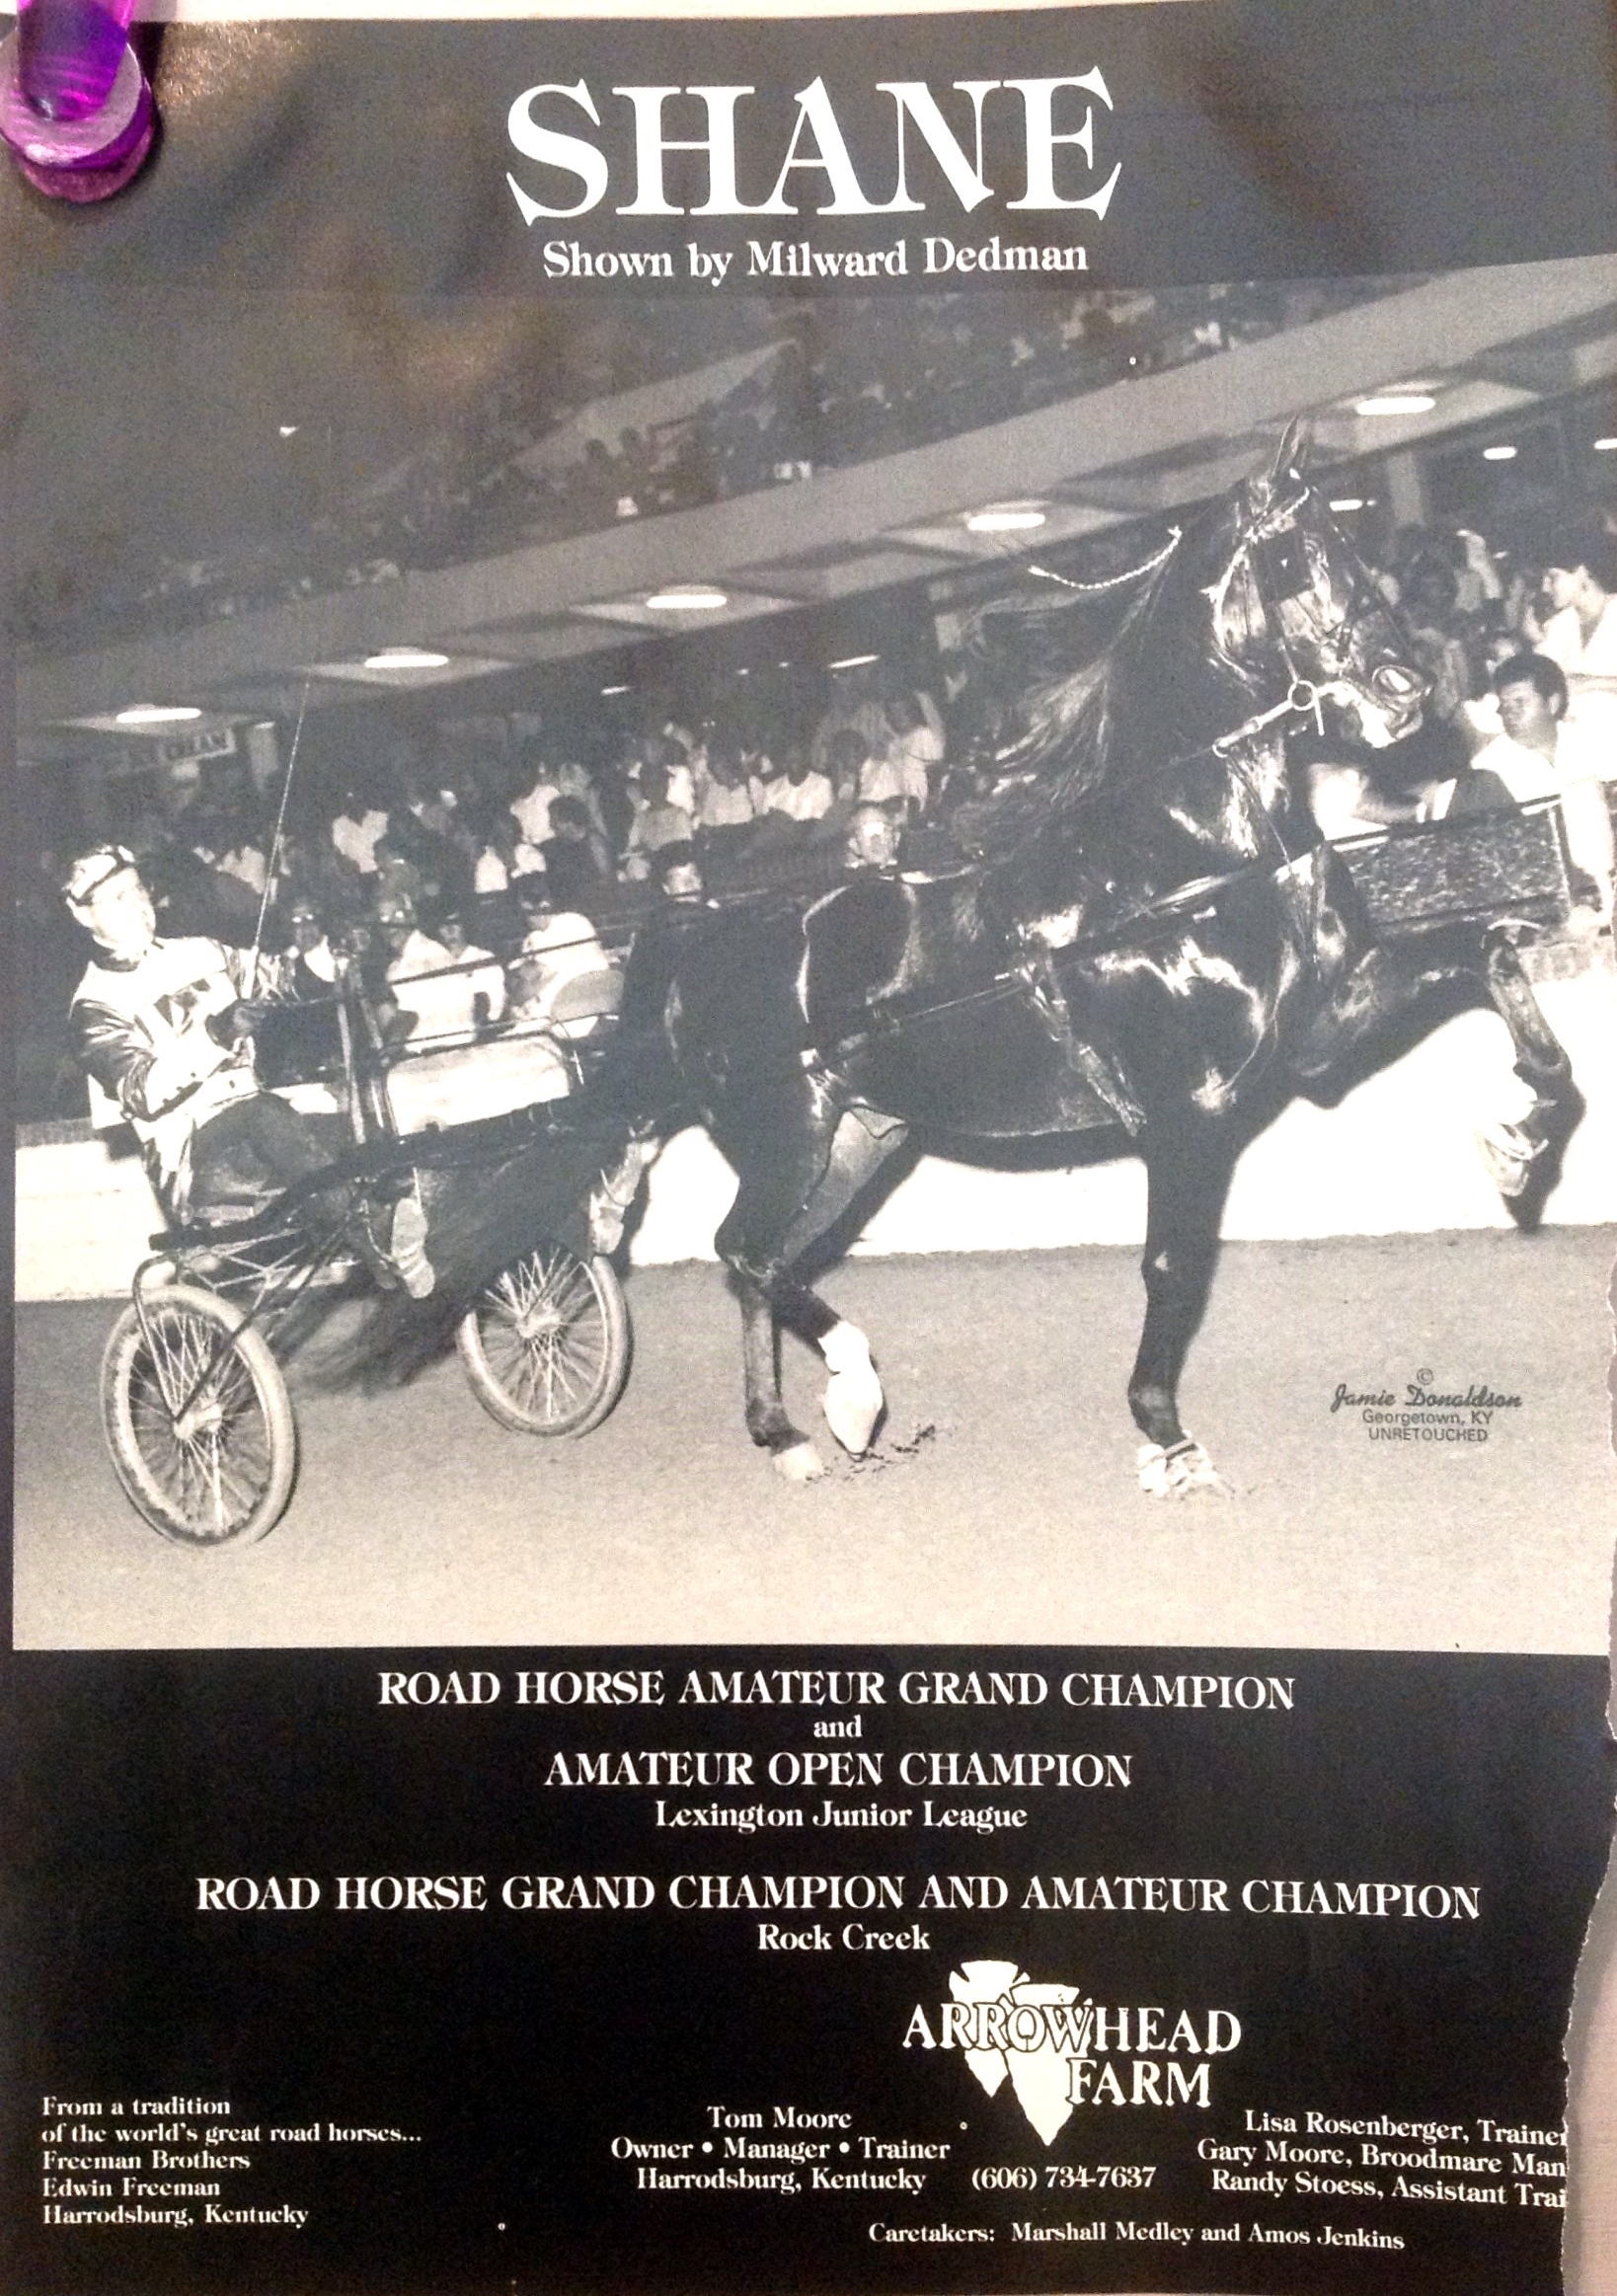 SHANE
Shown by Milward Dedman
©
Jamie Donaldson
Georgetown, KY
UNRETOUCHED
ROAD HORSE AMATEUR GRAND CHAMPION
and
AMATEUR OPEN CHAMPION
Lexington Junior League
ROAD HORSE GRAND CHAMPION AND AMATEUR CHAMPION
Rock Creek
ARROWHEAD
FARM
From a tradition
of the world's great road horses...
Freeman Brothers
Edwin Freeman
Harrodsburg, Kentucky
Tom Moore
Owner • Manager • Trainer
Harrodsburg, Kentucky (606) 734-7637
Lisa Rosenberger, Trainer
Gary Moore, Broodmare Man
Randy Stoess, Assistant Trai
Caretakers: Marshall Medley and Amos Jenkins